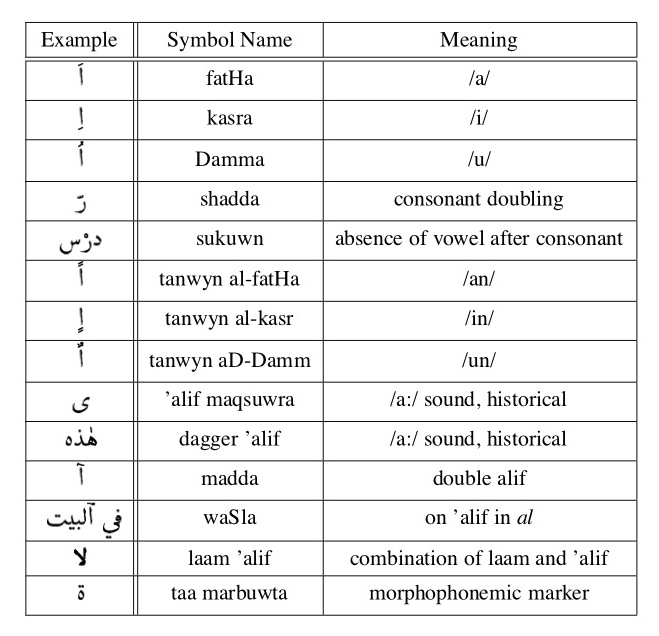 Example Symbol Name Meaning
اَ fatHa /a/
اِ kasra /i/
اُ Damma /u/
رّ shadda consonant doubling
درْس sukuwn absence of vowel after consonant
اً tanwyn al-fatHa /an/
اٍ tanwyn al-kasr /in/
اٌ tanwyn aD-Damm /un/
ى ’alif maqsuwra /a:/ sound, historical
هٰذه dagger ’alif /a:/ sound, historical
آ madda double alif
في ٱلبيت waSla on ’alif in al
لا laam ’alif combination of laam and ’alif
ة taa marbuwta morphophonemic marker